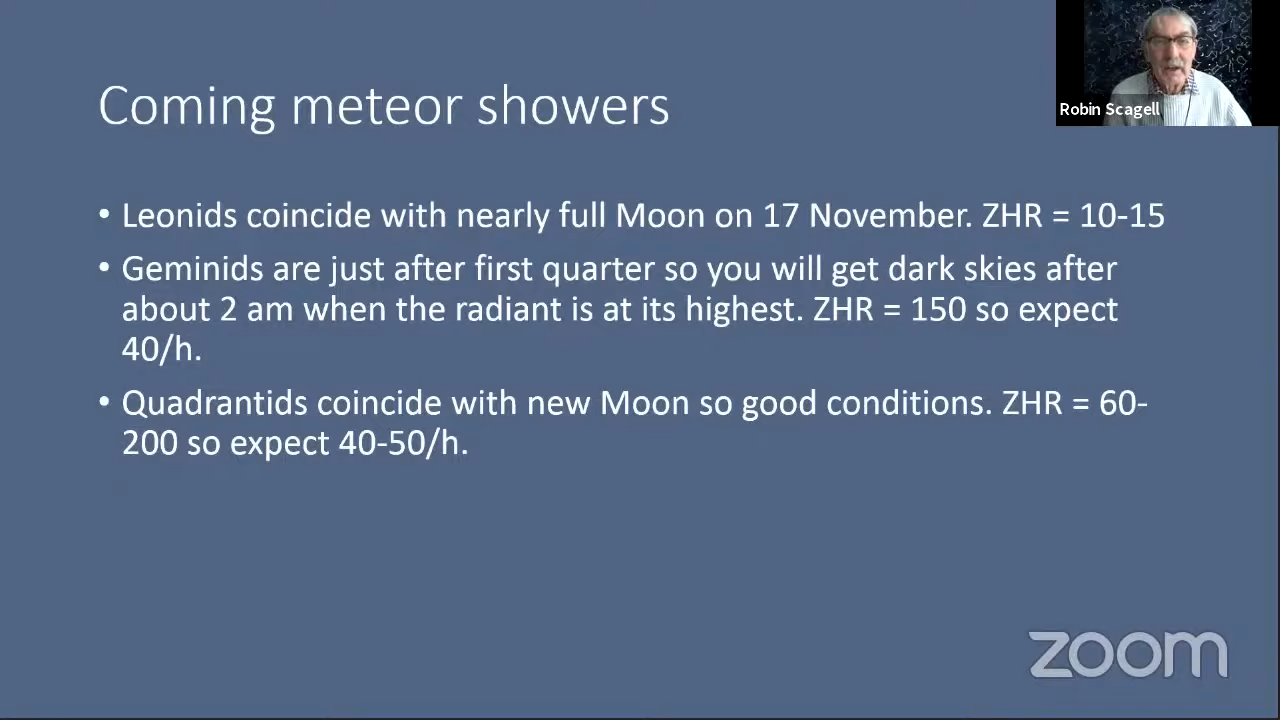 Coming meteor showers
Robin Scagell
• Leonids coincide with nearly full Moon on 17 November. ZHR = 10-15
• Geminids are just after first quarter so you will get dark skies after
about 2 am when the radiant is at its highest. ZHR = 150 so expect
40/h.
• Quadrantids coincide with new Moon so good conditions. ZHR = 60-
200 so expect 40-50/h.
zoom